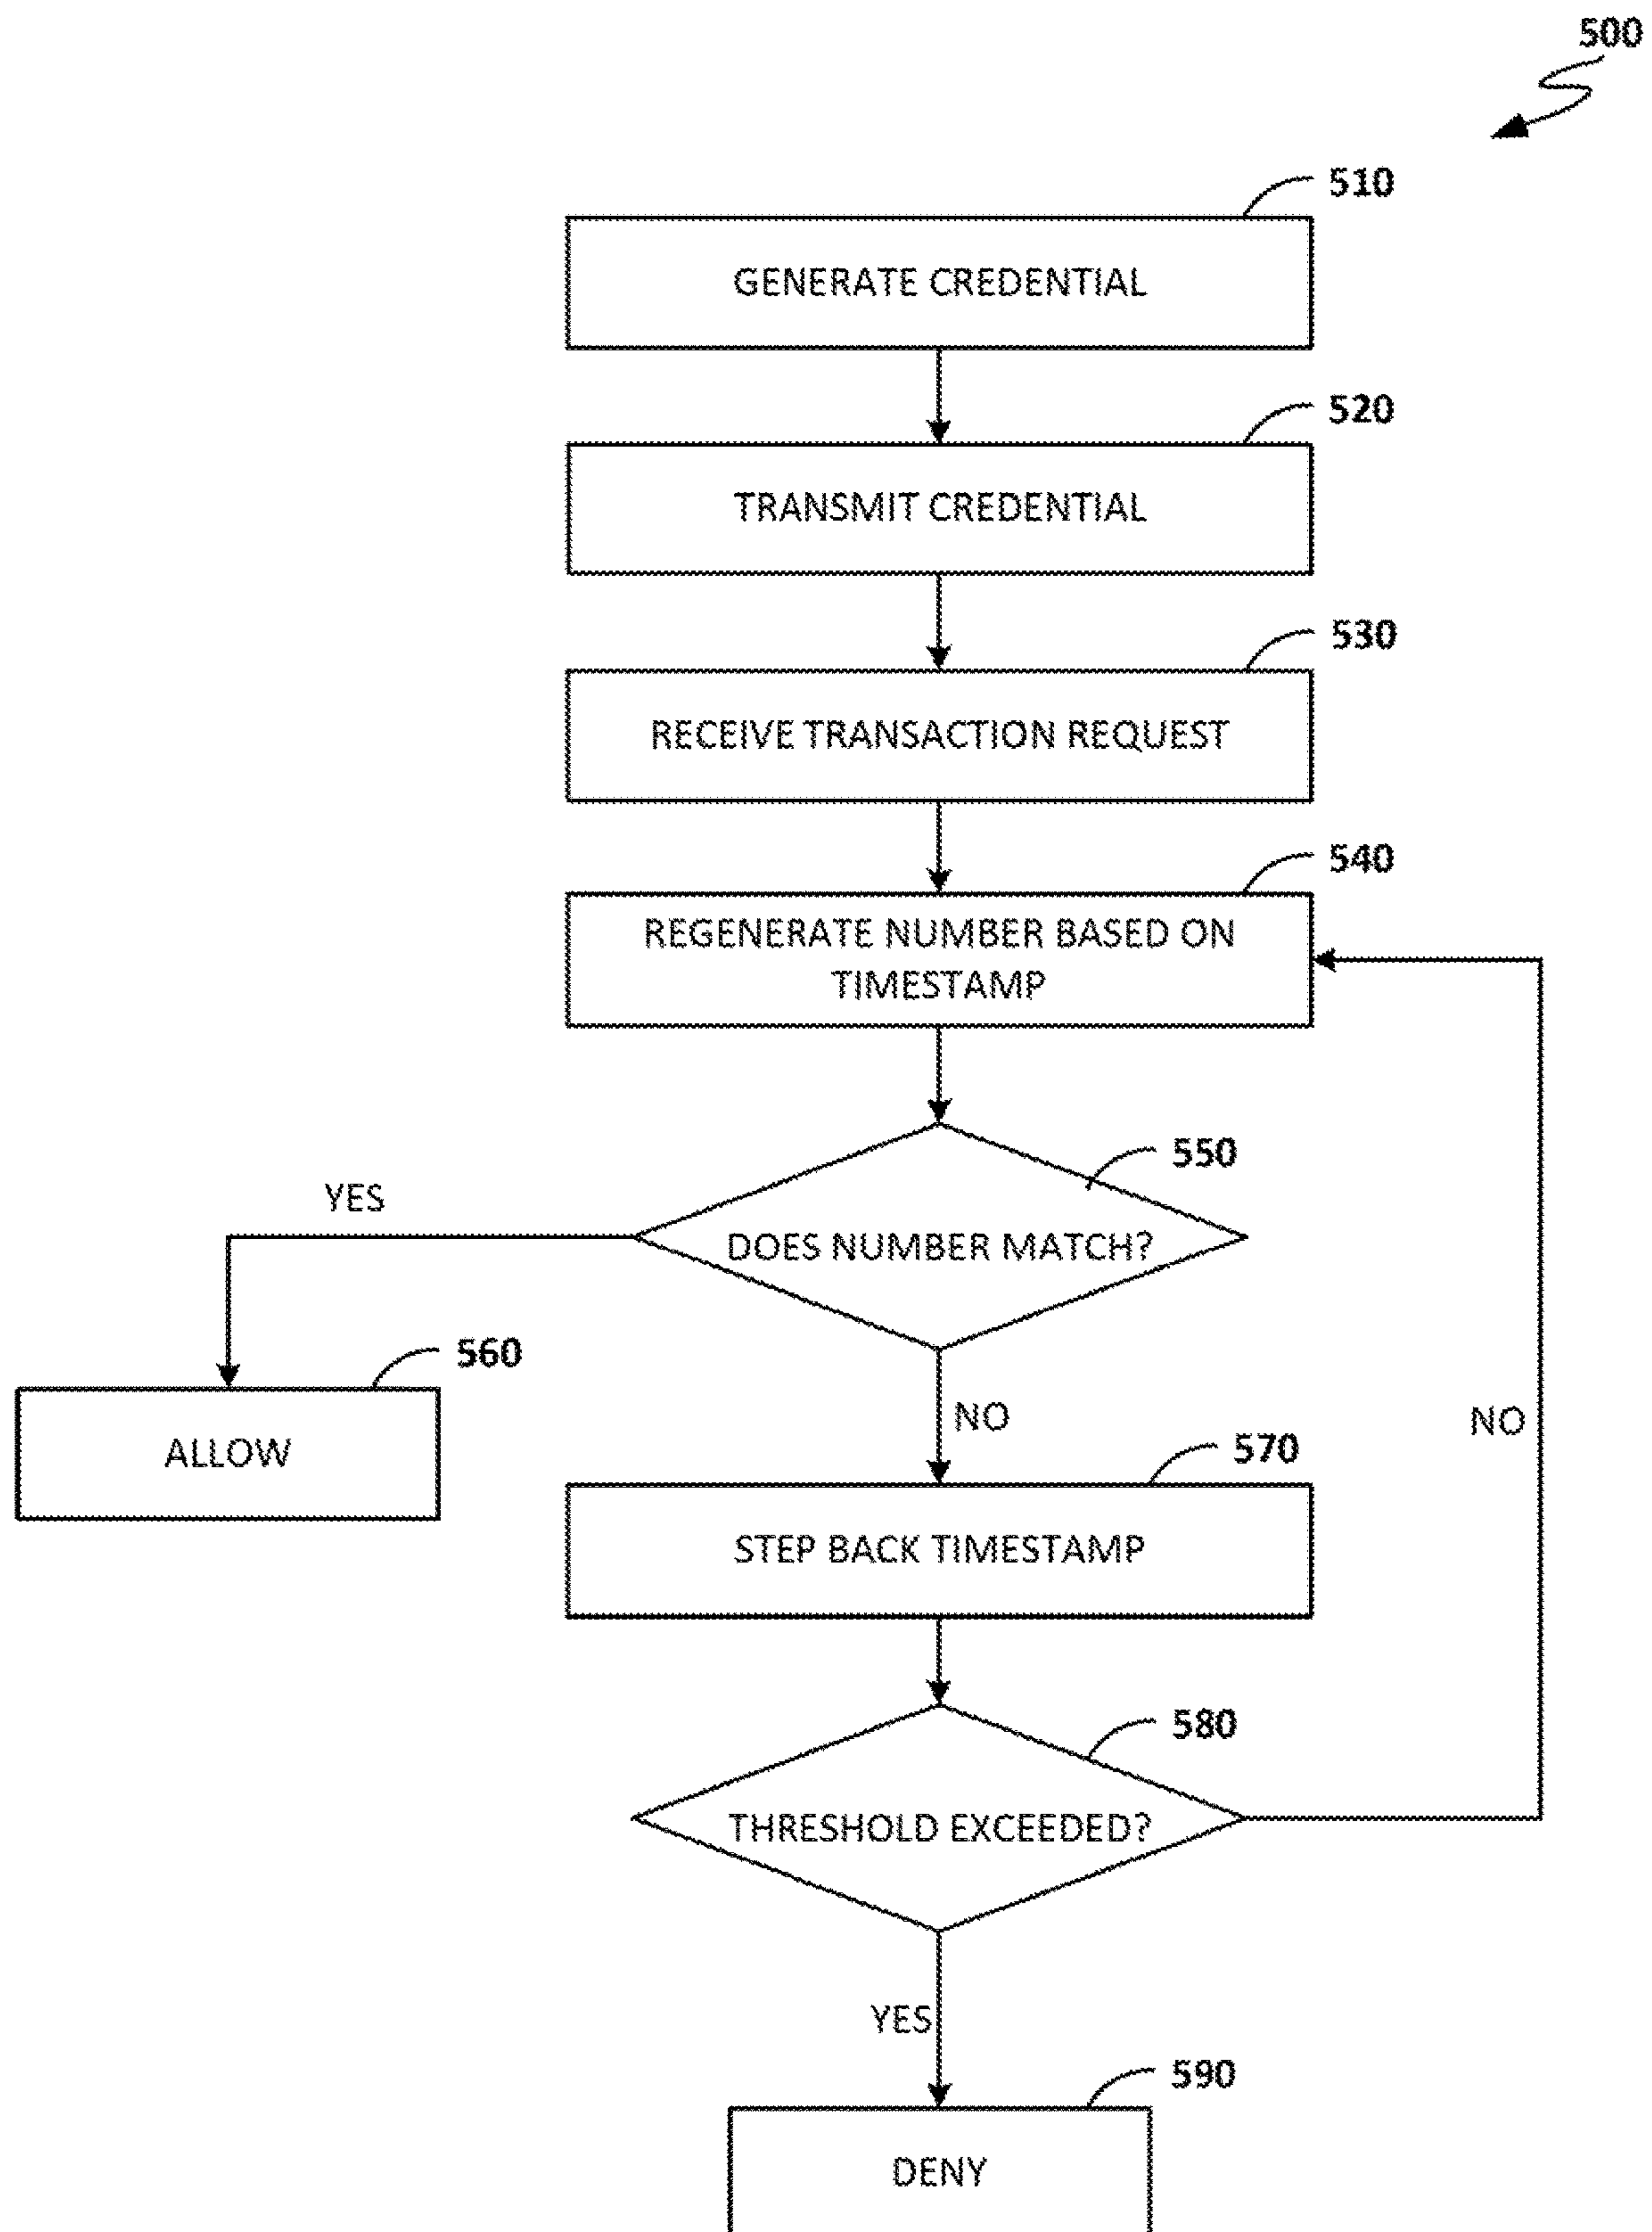 500
510
GENERATE CREDENTIAL
520
TRANSMIT CREDENTIAL
530
RECEIVE TRANSACTION REQUEST
540
REGENERATE NUMBER BASED ON
TIMESTAMP
550
YES
DOES NUMBER MATCH?
560
ALLOW
NO
NO
570
STEP BACK TIMESTAMP
580
THRESHOLD EXCEEDED?
YES
590
DENY